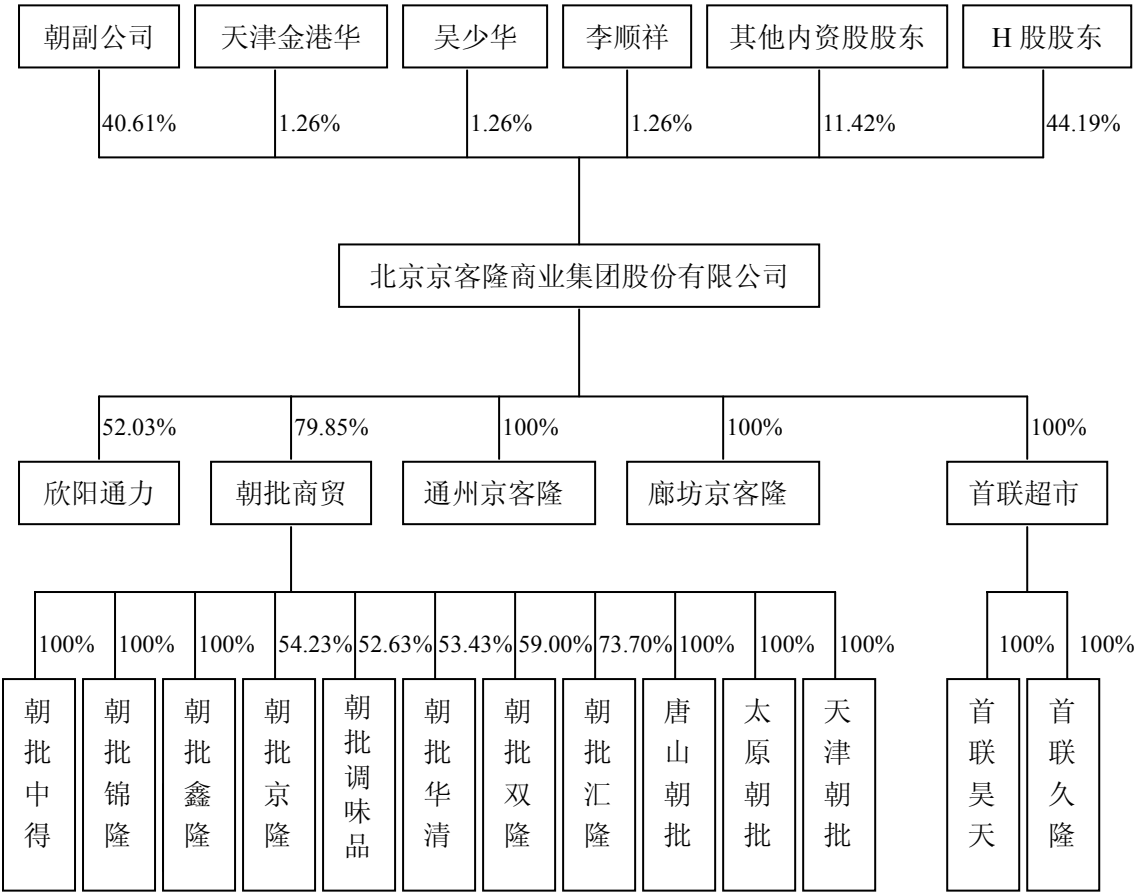 朝副公司 天津金港华 吴少华 李顺祥 其他内资股股东 H 股股东
40.61% 1.26% 1.26% 1.26% 11.42% 44.19%
北京京客隆商业集团股份有限公司
52.03% 79.85% 100% 100% 100%
欣阳通力 朝批商贸 通州京客隆 廊坊京客隆 首联超市
100% 100% 100% 54.23% 52.63% 53.43% 59.00% 73.70% 100% 100% 100% 100% 100%
朝批中得
朝批锦隆
朝批鑫隆
朝批京隆
朝批调味品
朝批华清
朝批双隆
朝批汇隆
唐山朝批
太原朝批
天津朝批
首联昊天
首联久隆